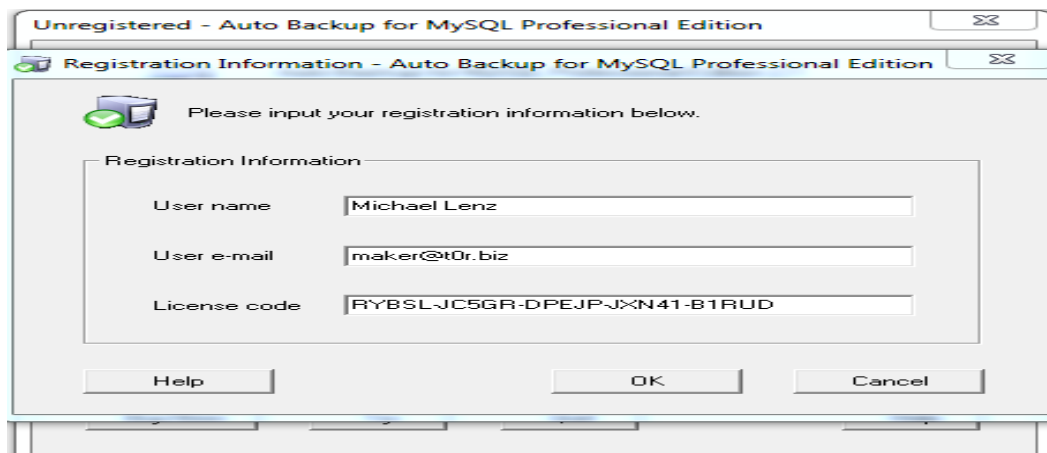 Unregistered - Auto Backup for MySQL Professional Edition
Registration Information - Auto Backup for MySQL Professional Edition
Please input your registration information below.
Registration Information
User name
Michael Lenz
User e-mail
maker@t0r.biz
License code
RYBSL-JC5GR-DPEJP-JXN41-B1RUD
Help
OK
Cancel